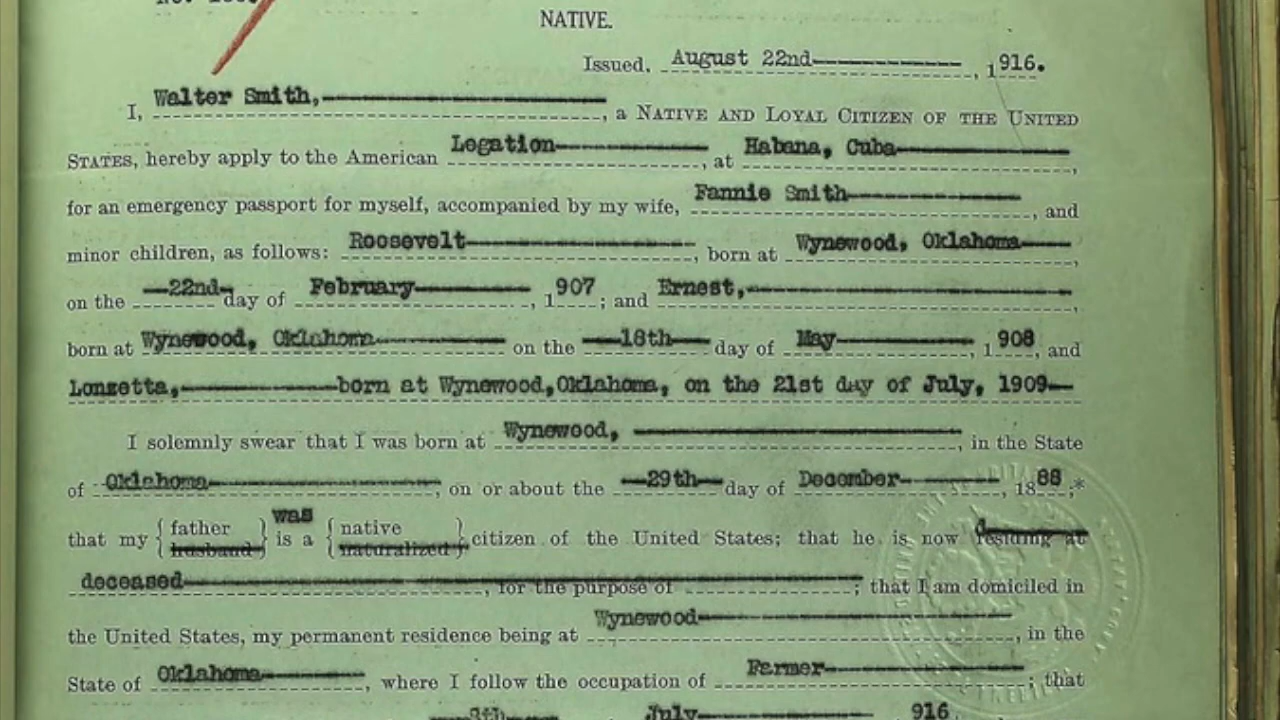 NATIVE.
Issued, August 22nd, 1916.
I, Walter Smith, a NATIVE AND LOYAL CITIZEN OF THE UNITED
STATES, hereby apply to the American Legation, at Habana, Cuba,
for an emergency passport for myself, accompanied by my wife, Fannie Smith, and
minor children, as follows: Roosevelt, born at Wynewood, Oklahoma,
on the 22nd day of February, 1907; and Ernest,
born at Wynewood, Oklahoma on the 18th day of May, 1908, and
Lonzetta, born at Wynewood, Oklahoma, on the 21st day of July, 1909
I solemnly swear that I was born at Wynewood, in the State
of Oklahoma, on or about the 29th day of December, 1888;*
that my {father husband} was is a {native naturalized} citizen of the United States; that he is now residing at
deceased, for the purpose of ; that I am domiciled in
the United States, my permanent residence being at Wynewood, in the
State of Oklahoma, where I follow the occupation of Farmer; that
8th July 916